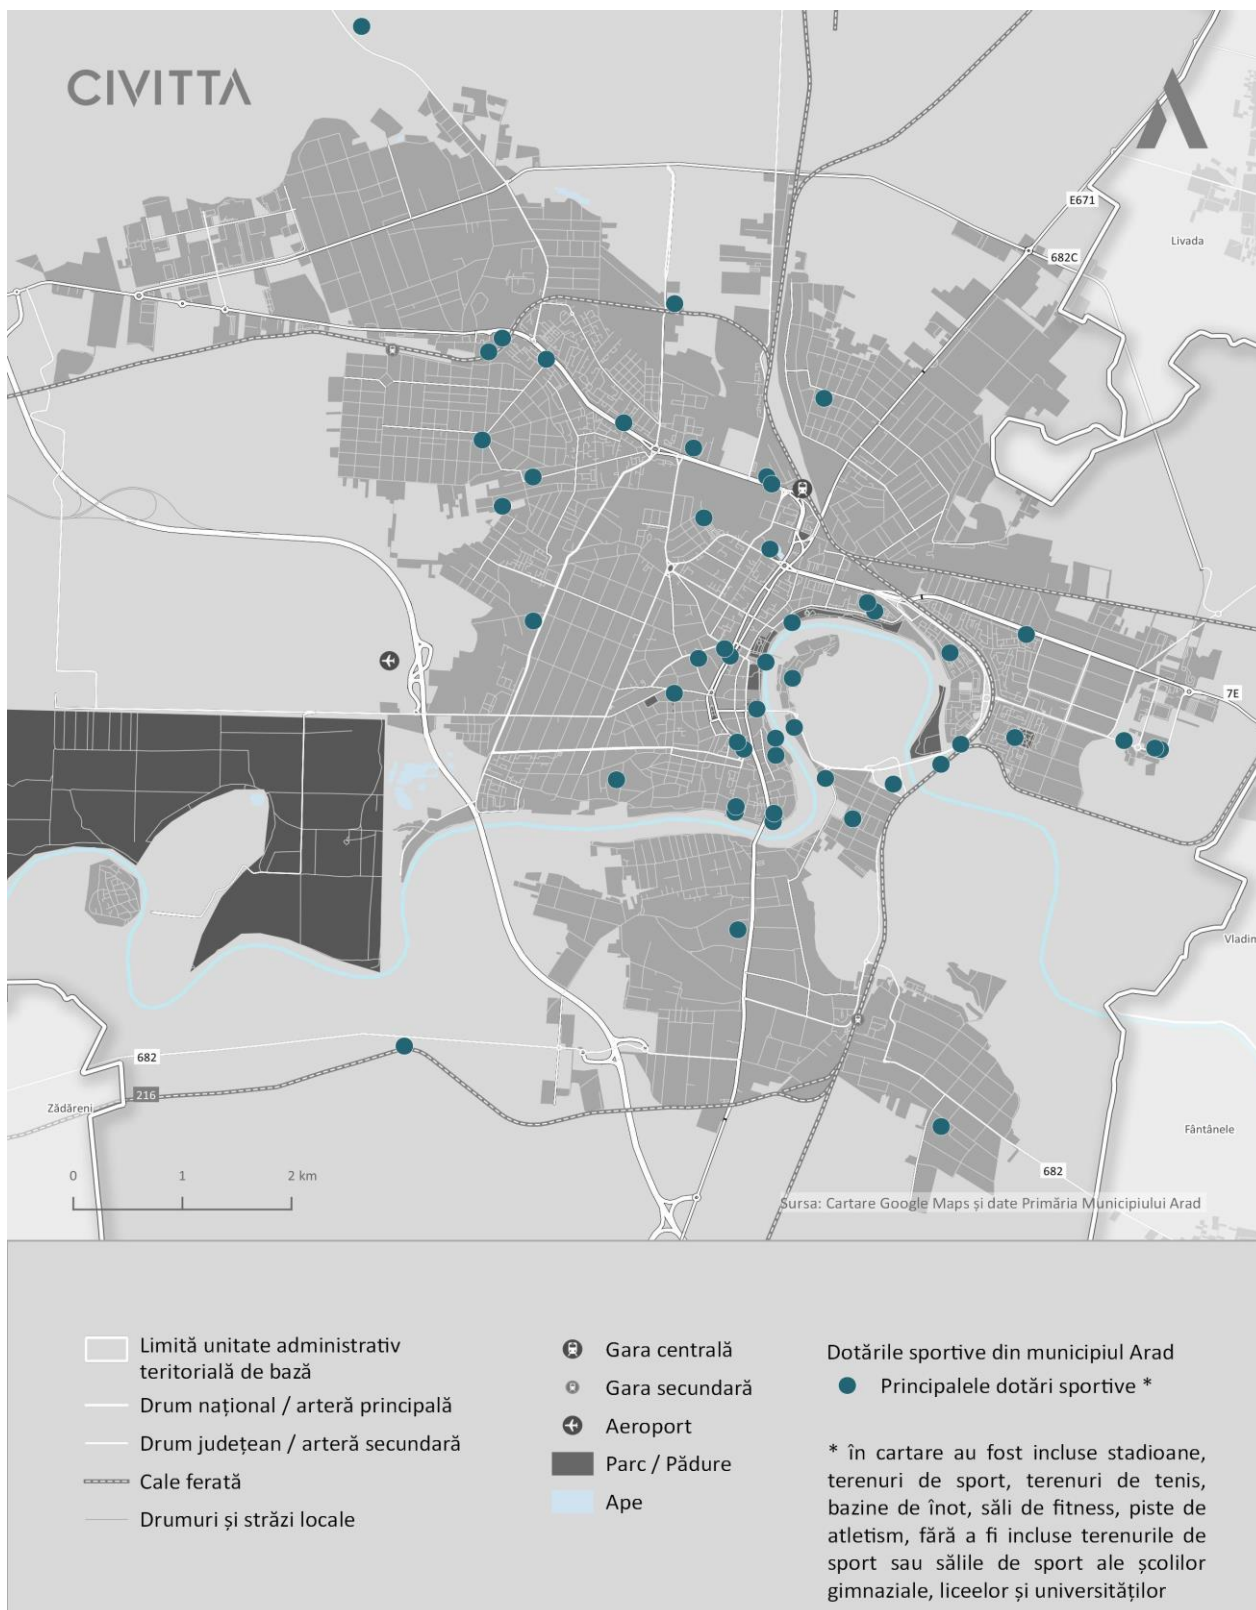 CIVITTA
E671
Livada
682C
7E
Vladim
682
216
Zădăreni
Fântânele
682
0 1 2 km
Sursa: Cartare Google Maps și date Primăria Municipiului Arad
Limită unitate administrativ
teritorială de bază
Drum național / arteră principală
Drum județean / arteră secundară
Cale ferată
Drumuri și străzi locale
Gara centrală
Gara secundară
Aeroport
Parc / Pădure
Ape
Dotările sportive din municipiul Arad
Principalele dotări sportive *
* în cartare au fost incluse stadioane,
terenuri de sport, terenuri de tenis,
bazine de înot, săli de fitness, piste de
atletism, fără a fi incluse terenurile de
sport sau sălile de sport ale școlilor
gimnaziale, liceelor și universităților